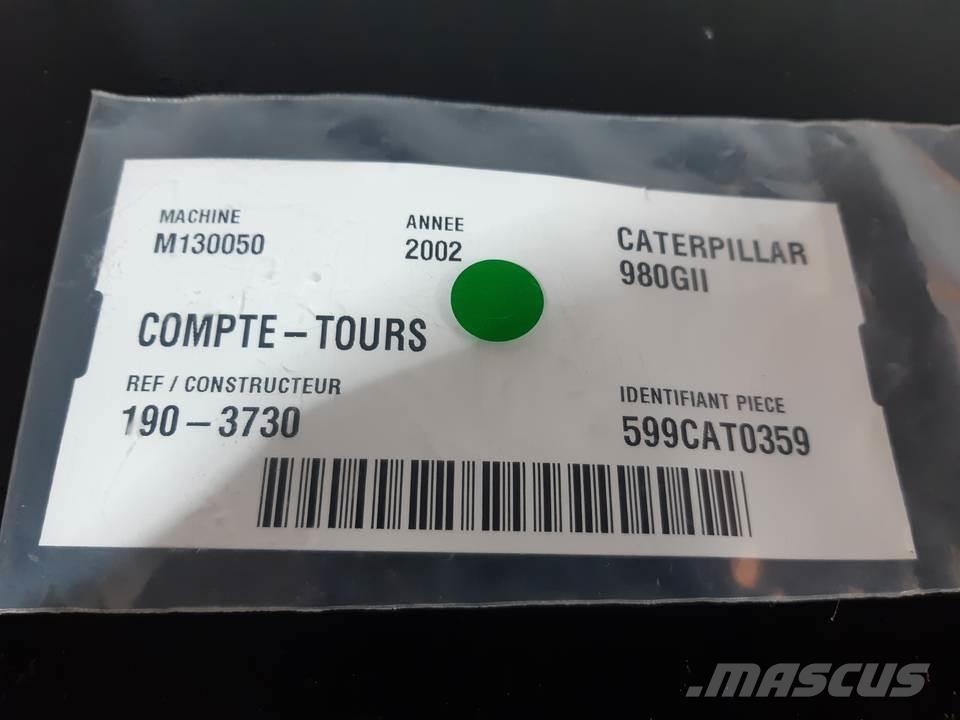 MACHINE
M130050
ANNEE
2002
CATERPILLAR
980GII
COMPTE – TOURS
REF / CONSTRUCTEUR
190 – 3730
IDENTIFIANT PIECE
599CAT0359
.MASCUS